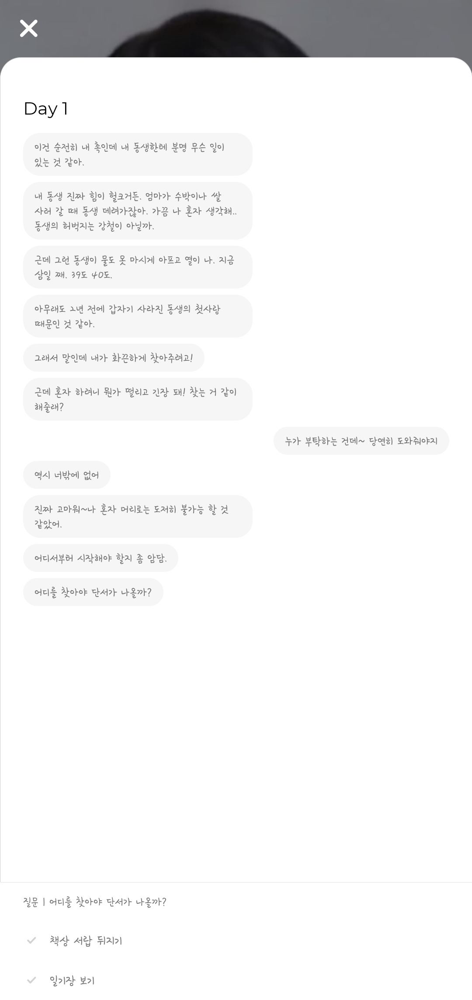 Day 1
이건 순전히 내 촉인데 내 동생한테 분명 무슨 일이
있는 것 같아.
내 동생 진짜 힘이 헐크거든. 엄마가 수박이나 쌀
사러 갈 때 동생 데려가잖아. 가끔 나 혼자 생각해..
동생의 허벅지는 강철이 아닐까.
근데 그런 동생이 물도 못 마시게 아프고 열이 나. 지금
삼일 째. 39도 40도.
아무래도 2년 전에 갑자기 사라진 동생의 첫사랑
때문인 것 같아.
그래서 말인데 내가 화끈하게 찾아주려고!
근데 혼자 하려니 뭔가 떨리고 긴장 돼! 찾는 거 같이
해줄래?
누가 부탁하는 건데~ 당연히 도와줘야지
역시 너밖에 없어
진짜 고마워~나 혼자 머리로는 도저히 불가능 할 것
같았어.
어디서부터 시작해야 할지 좀 암담.
어디를 찾아야 단서가 나올까?
질문 | 어디를 찾아야 단서가 나올까?
책상 서랍 뒤지기
일기장 보기